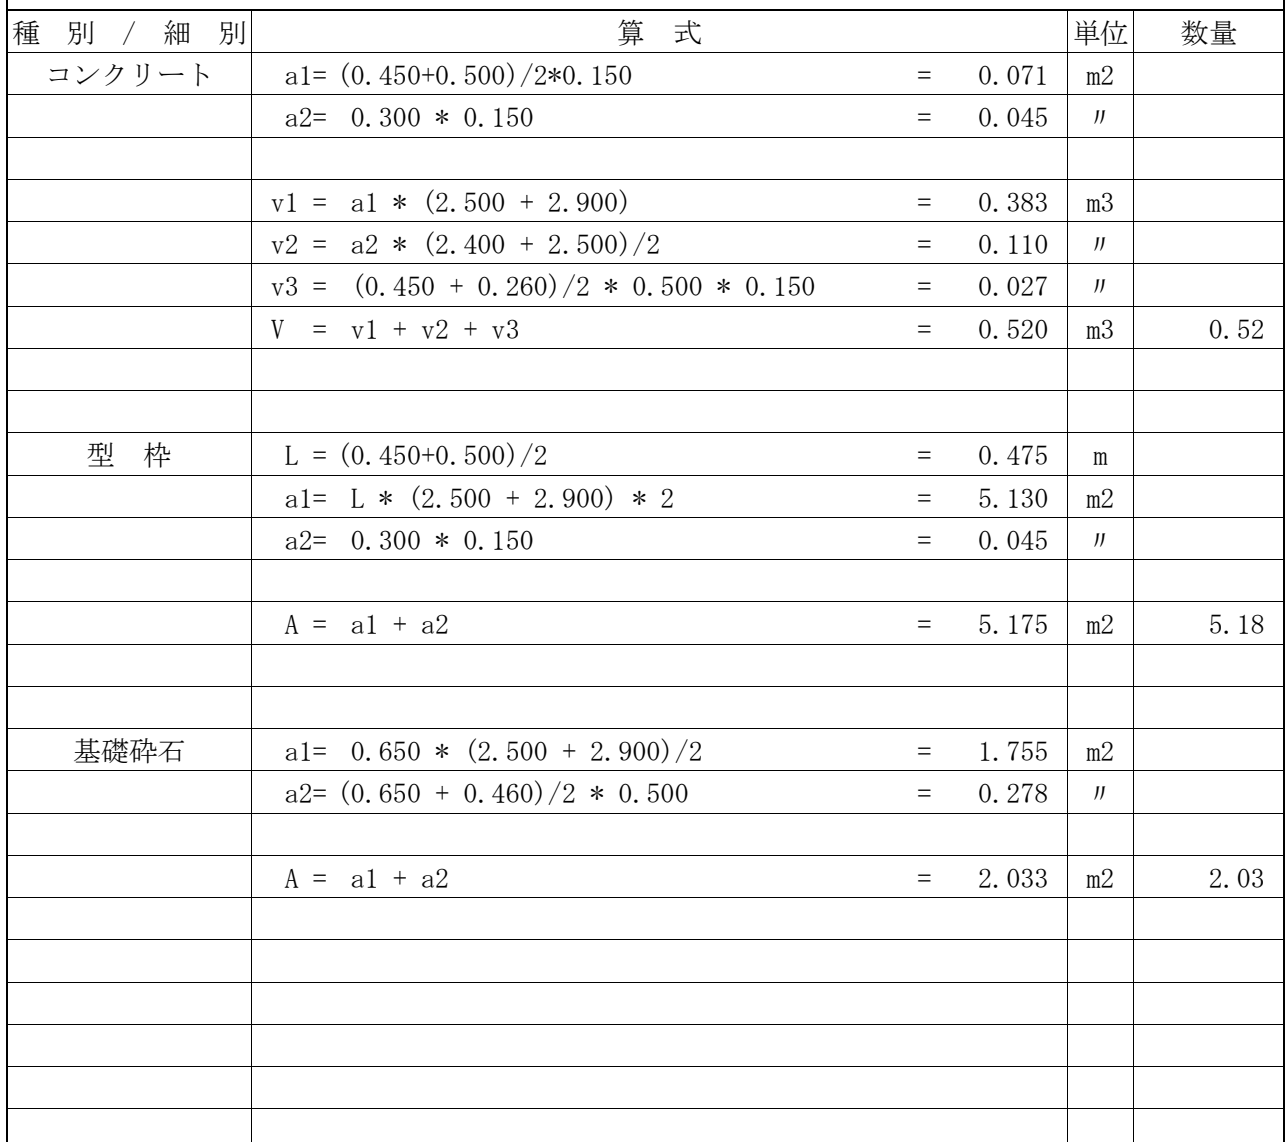 種 別 / 細 別 算 式 単位 数量
コンクリート a1= (0.450+0.500)/2*0.150 = 0.071 m2
a2= 0.300 * 0.150 = 0.045 〃
v1 = a1 * (2.500 + 2.900) = 0.383 m3
v2 = a2 * (2.400 + 2.500)/2 = 0.110 〃
v3 = (0.450 + 0.260)/2 * 0.500 * 0.150 = 0.027 〃
V = v1 + v2 + v3 = 0.520 m3 0.52
型 枠 L = (0.450+0.500)/2 = 0.475 m
a1= L * (2.500 + 2.900) * 2 = 5.130 m2
a2= 0.300 * 0.150 = 0.045 〃
A = a1 + a2 = 5.175 m2 5.18
基礎砕石 a1= 0.650 * (2.500 + 2.900)/2 = 1.755 m2
a2= (0.650 + 0.460)/2 * 0.500 = 0.278 〃
A = a1 + a2 = 2.033 m2 2.03